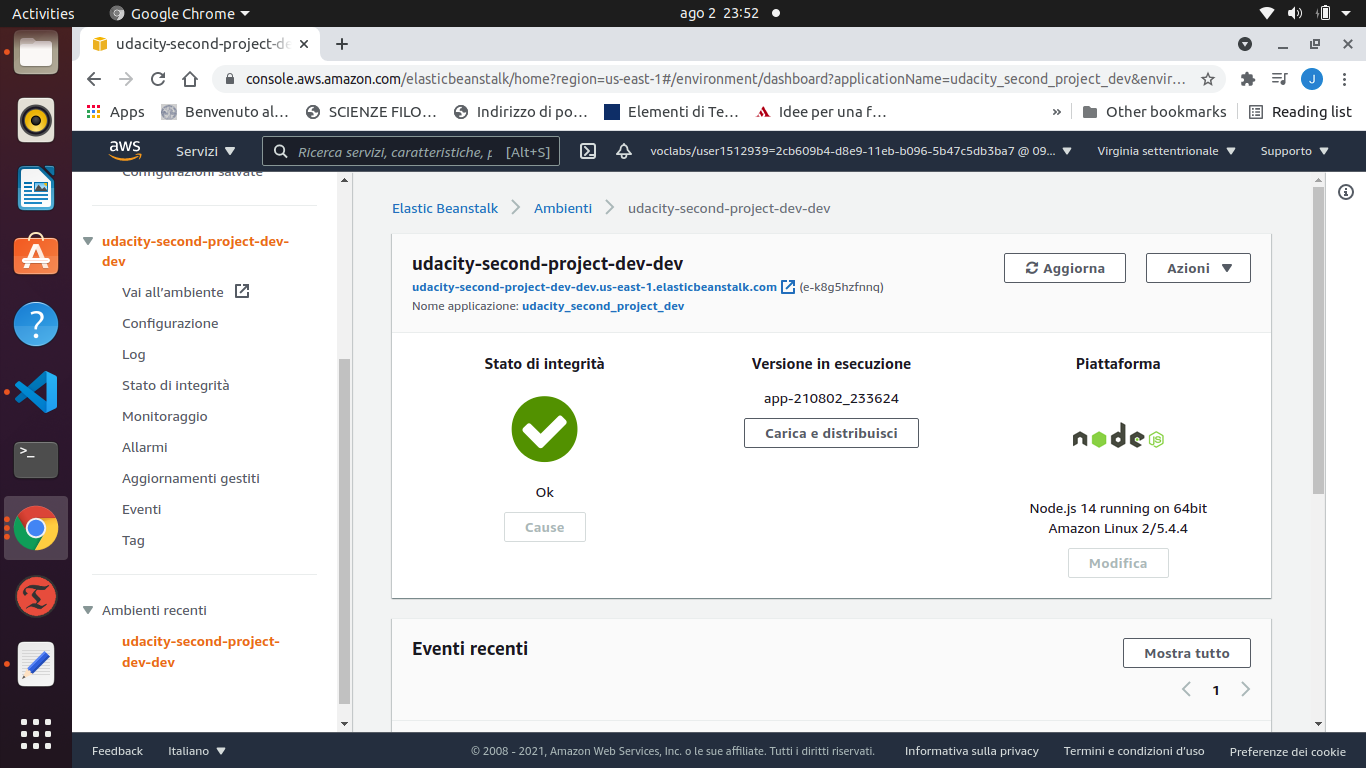 Activities
Google Chrome
ago 2 23:52
udacity-second-project-de
console.aws.amazon.com/elasticbeanstalk/home?region=us-east-1#/environment/dashboard?applicationName=udacity_second_project_dev&envir...
J
Apps
Benvenuto al...
SCIENZE FILO...
Indirizzo di po...
Elementi di Te...
Idee per una f...
»
Other bookmarks
Reading list
aws
Servizi
Ricerca servizi, caratteristiche, p [Alt+S]
voclabs/user1512939=2cb609b4-d8e9-11eb-b096-5b47c5db3ba7 @ 09...
Virginia settentrionale
Supporto
Configurazioni salvate
udacity-second-project-dev-
dev
Vai all'ambiente
Configurazione
Log
Stato di integrità
Monitoraggio
Allarmi
Aggiornamenti gestiti
Eventi
Tag
Ambienti recenti
udacity-second-project-
dev-dev
Elastic Beanstalk
Ambienti
udacity-second-project-dev-dev
udacity-second-project-dev-dev
udacity-second-project-dev-dev.us-east-1.elasticbeanstalk.com (e-k8g5hzfnnq)
Nome applicazione: udacity_second_project_dev
Aggiorna
Azioni
Stato di integrità
Ok
Cause
Versione in esecuzione
app-210802_233624
Carica e distribuisci
Piattaforma
node
JS
Node.js 14 running on 64bit
Amazon Linux 2/5.4.4
Modifica
Eventi recenti
Mostra tutto
1
Feedback
Italiano
© 2008 - 2021, Amazon Web Services, Inc. o le sue affiliate. Tutti i diritti riservati.
Informativa sulla privacy
Termini e condizioni d'uso
Preferenze dei cookie